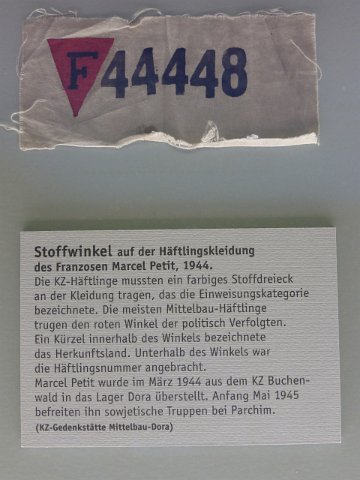 F44448
Stoffwinkel auf der Häftlingskleidung
des Franzosen Marcel Petit, 1944.
Die KZ-Häftlinge mussten ein farbiges Stoffdreieck
an der Kleidung tragen, das die Einweisungskategorie
bezeichnete. Die meisten Mittelbau-Häftlinge
trugen den roten Winkel der politisch Verfolgten.
Ein Kürzel innerhalb des Winkels bezeichnete
das Herkunftsland. Unterhalb des Winkels war
die Häftlingsnummer angebracht.
Marcel Petit wurde im März 1944 aus dem KZ Buchen-
wald in das Lager Dora überstellt. Anfang Mai 1945
befreiten ihn sowjetische Truppen bei Parchim.
(KZ-Gedenkstätte Mittelbau-Dora)